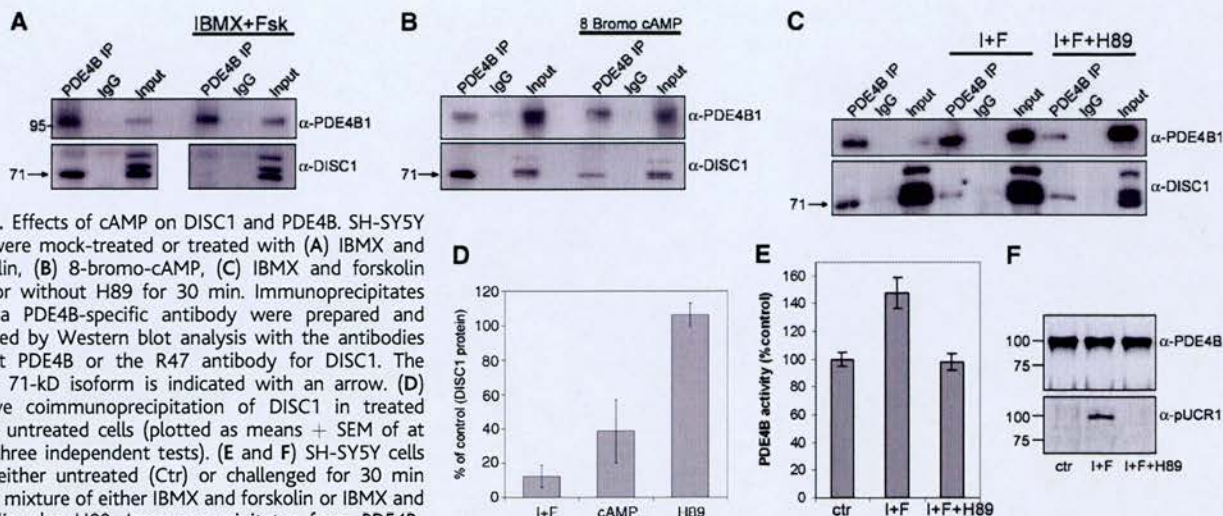 A
IBMX+Fsk
PDE4B IP
IgG
Input
PDE4B IP
IgG
Input
95-
α-PDE4B1
71→
α-DISC1
B
8 Bromo cAMP
PDE4B IP
IgG
Input
PDE4B IP
IgG
Input
α-PDE4B1
71→
α-DISC1
C
I+F
I+F+H89
PDE4B IP
IgG
Input
PDE4B IP
IgG
Input
PDE4B IP
IgG
Input
α-PDE4B1
71→
α-DISC1
. Effects of cAMP on DISC1 and PDE4B. SH-SY5Y
were mock-treated or treated with (A) IBMX and
lin, (B) 8-bromo-cAMP, (C) IBMX and forskolin
or without H89 for 30 min. Immunoprecipitates
a PDE4B-specific antibody were prepared and
ed by Western blot analysis with the antibodies
t PDE4B or the R47 antibody for DISC1. The
71-kD isoform is indicated with an arrow. (D)
ve coimmunoprecipitation of DISC1 in treated
untreated cells (plotted as means + SEM of at
three independent tests). (E and F) SH-SY5Y cells
either untreated (Ctr) or challenged for 30 min
mixture of either IBMX and forskolin or IBMX and
D
% of control (DISC1 protein)
120
100
80
60
40
20
0
I+F
cAMP
H89
E
PDE4B activity (% control)
160
140
120
100
80
60
40
20
0
ctr
I+F
I+F+H89
F
100
75
α-PDE4B
100
75
α-pUCR1
ctr
I+F
I+F+H89